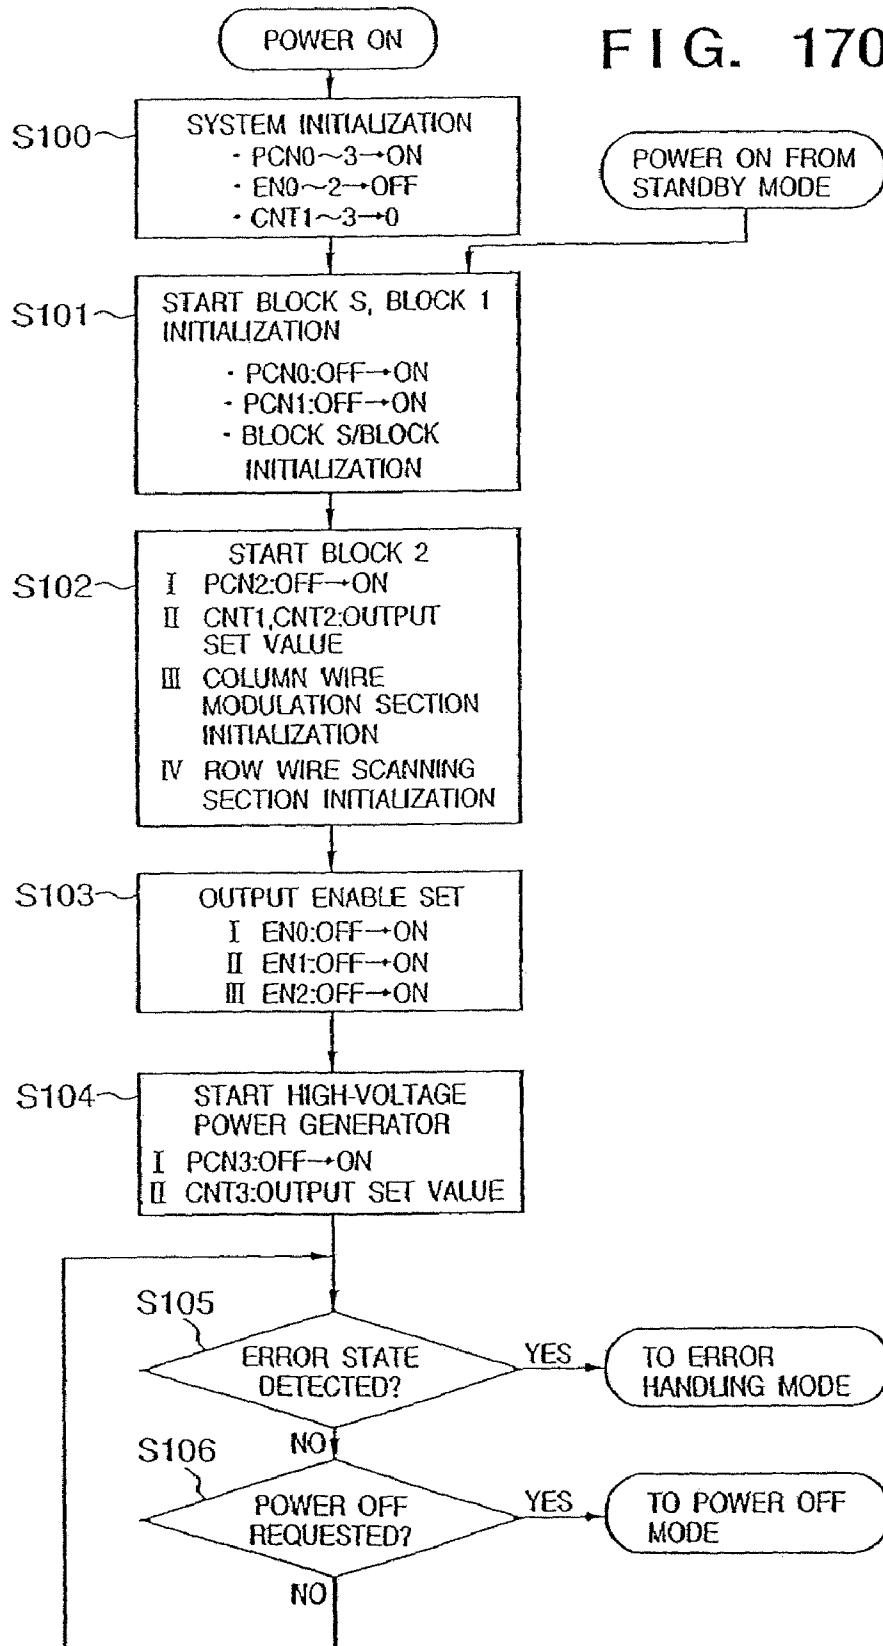 POWER ON
FIG. 170
S100
SYSTEM INITIALIZATION
· PCN0~3→ON
· EN0~2→OFF
· CNT1~3→0
POWER ON FROM
STANDBY MODE
S101
START BLOCK S, BLOCK 1
INITIALIZATION
· PCN0:OFF→ON
· PCN1:OFF→ON
· BLOCK S/BLOCK
INITIALIZATION
S102
START BLOCK 2
I PCN2:OFF→ON
II CNT1,CNT2:OUTPUT
SET VALUE
III COLUMN WIRE
MODULATION SECTION
INITIALIZATION
IV ROW WIRE SCANNING
SECTION INITIALIZATION
S103
OUTPUT ENABLE SET
I EN0:OFF→ON
II EN1:OFF→ON
III EN2:OFF→ON
S104
START HIGH-VOLTAGE
POWER GENERATOR
I PCN3:OFF→ON
II CNT3:OUTPUT SET VALUE
S105
ERROR STATE
DETECTED?
YES
TO ERROR
HANDLING MODE
NO
S106
POWER OFF
REQUESTED?
YES
TO POWER OFF
MODE
NO